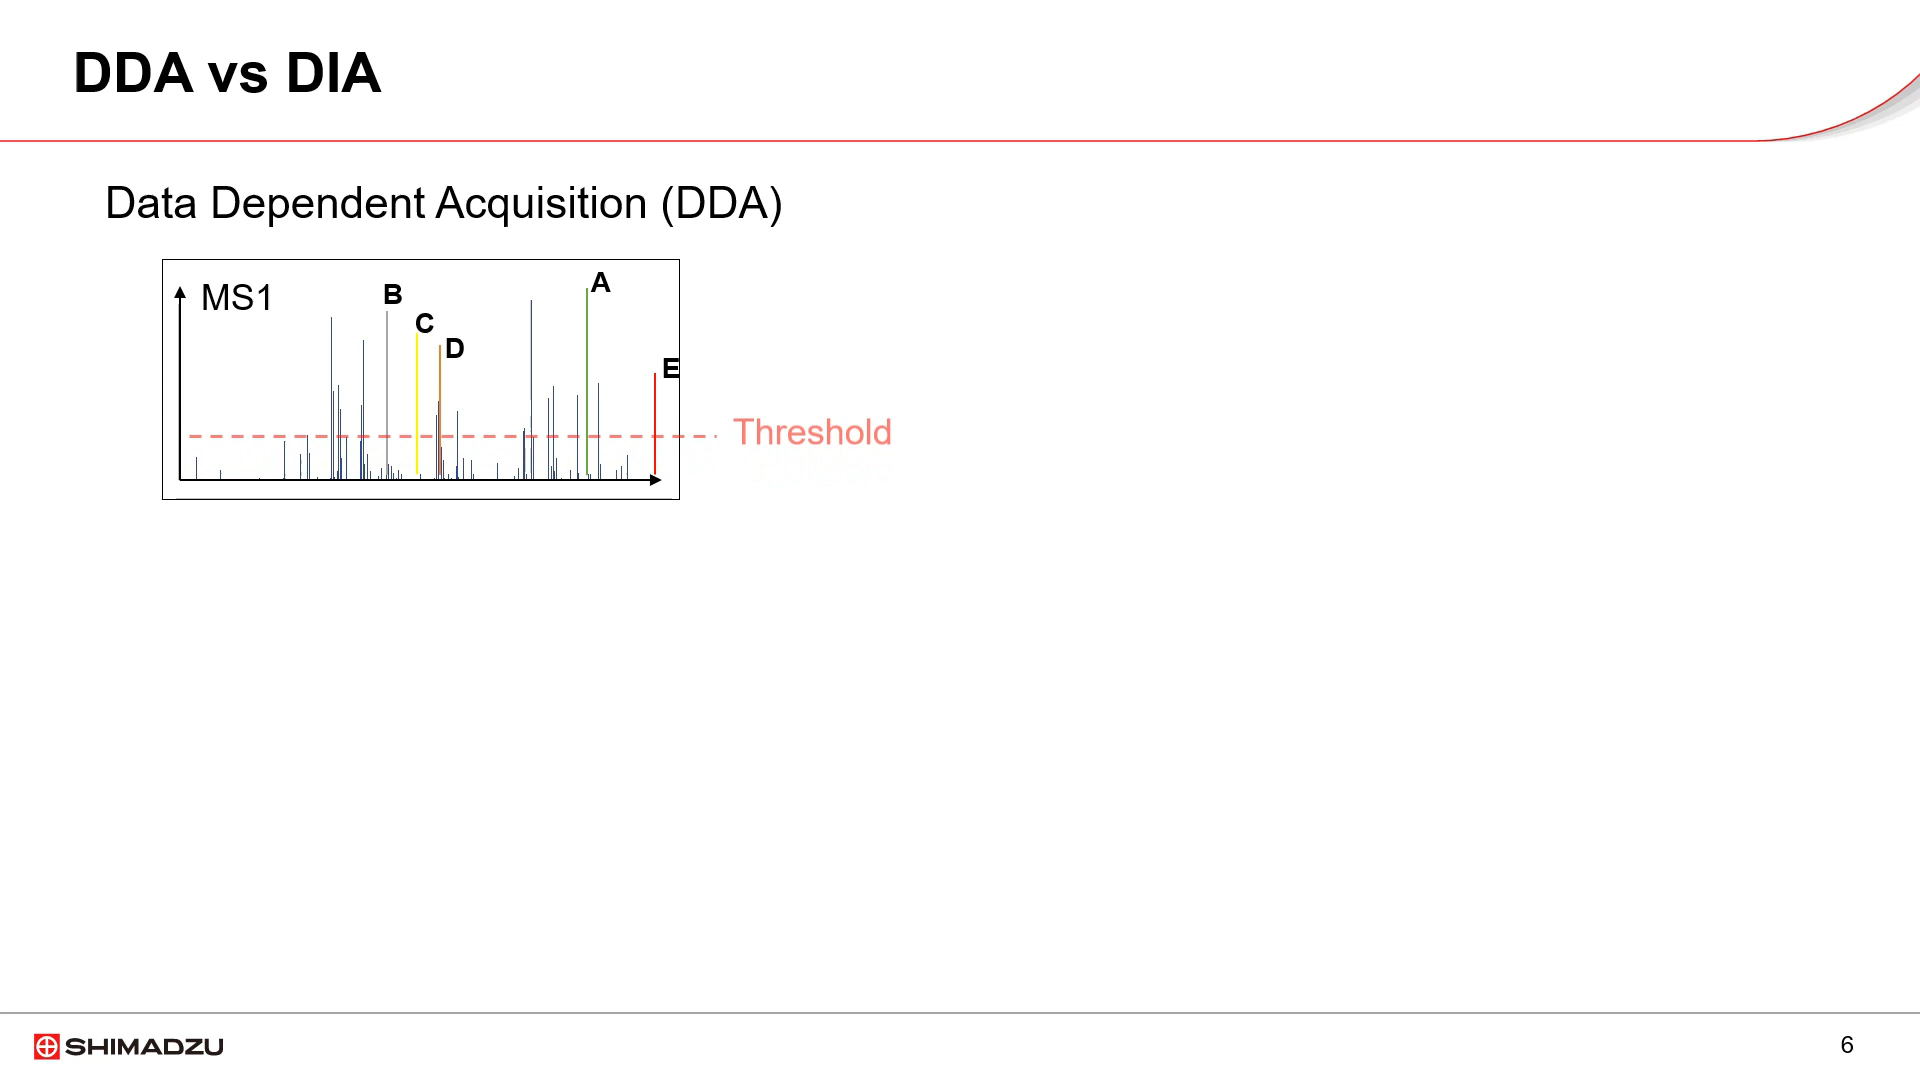 DDA vs DIA
Data Dependent Acquisition (DDA)
MS1
A
B
C
D
E
Threshold
SHIMADZU
6